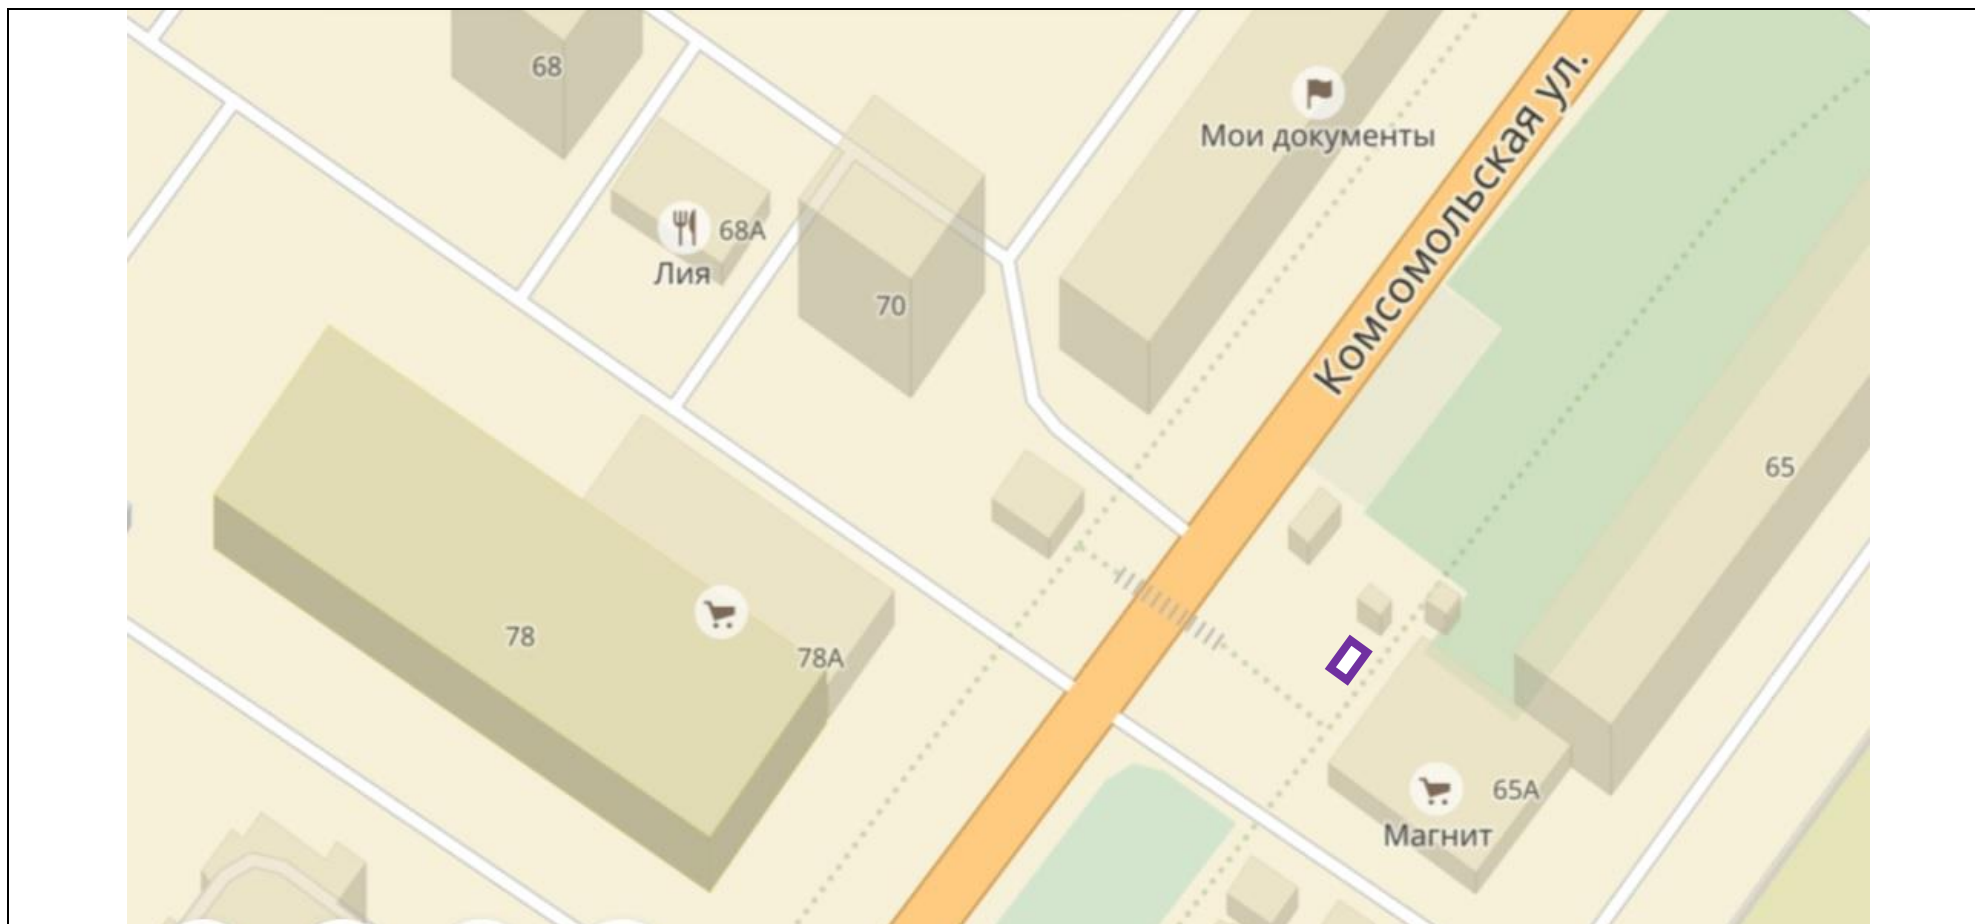 68
Мои документы
Комсомольская ул.
68А
Лия
70
65
78
78А
65А
Магнит